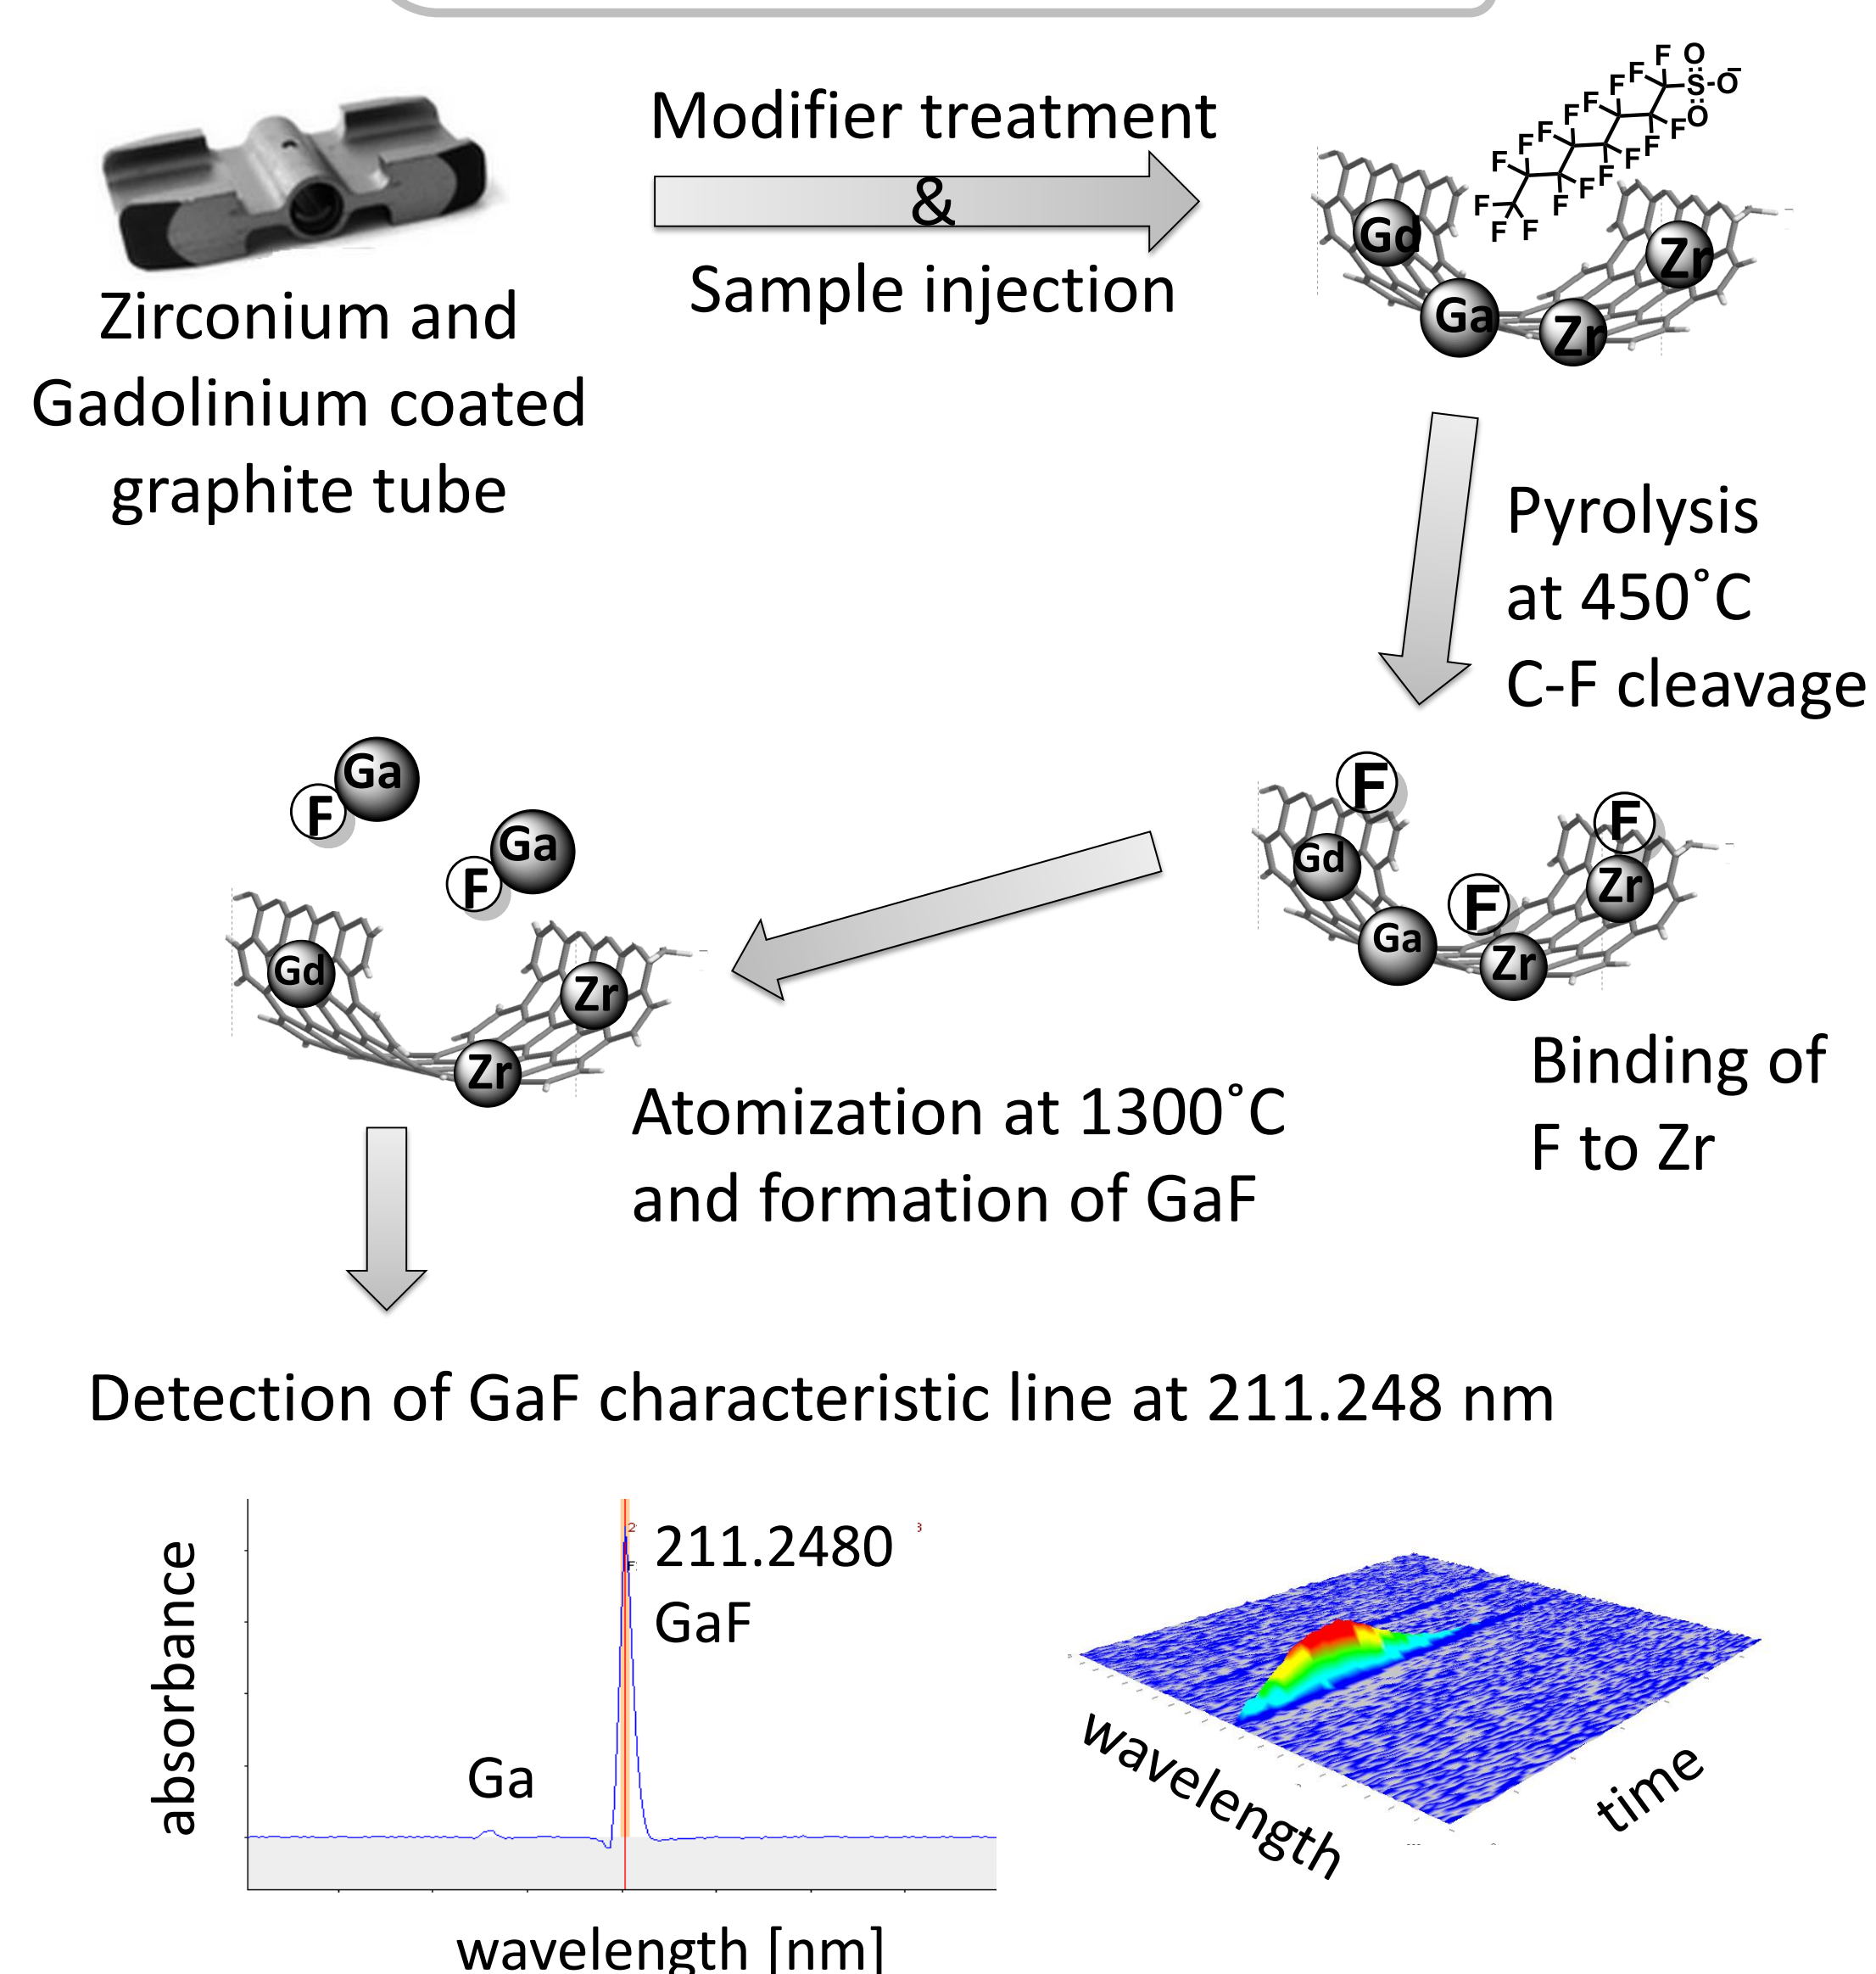 Modifier treatment
&
Sample injection
Zirconium and
Gadolinium coated
graphite tube
F F F F F F F F F F F F F F F F F
O
S-O-
O
Gd
Ga
Zr
Zr
Pyrolysis
at 450˚C
C-F cleavage
F
Gd
Ga
F
Zr
F
Zr
Binding of
F to Zr
Ga
F
Ga
F
Gd
Zr
Zr
Atomization at 1300˚C
and formation of GaF
Detection of GaF characteristic line at 211.248 nm
211.2480
GaF
Ga
absorbance
wavelength [nm]
wavelength
time